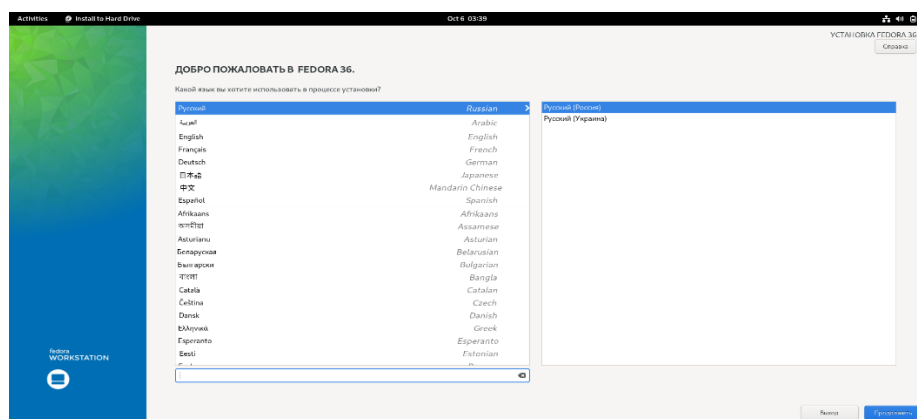 Activities Install to Hard Drive Oct 6 03:39
УСТАНОВКА FEDORA 36
Справка
ДОБРО ПОЖАЛОВАТЬ В FEDORA 36.
Какой язык вы хотите использовать в процессе установки?
Русский Russian
العربية Arabic
English English
Français French
Deutsch German
日本語 Japanese
中文 Mandarin Chinese
Español Spanish
Afrikaans Afrikaans
অসমীয়া Assamese
Asturianu Asturian
Беларуская Belarusian
Български Bulgarian
বাংলা Bangla
Català Catalan
Čeština Czech
Dansk Danish
Ελληνικά Greek
Esperanto Esperanto
Eesti Estonian
Русский (Россия)
Русский (Украина)
fedora
WORKSTATION
Выход
Продолжить